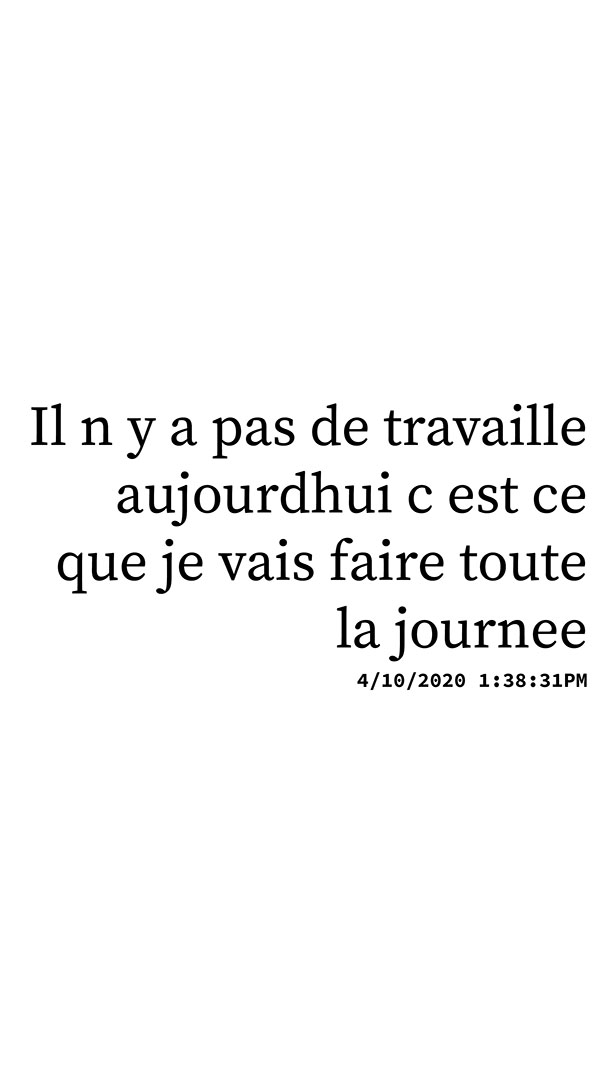 Il n y a pas de travaille
aujourdhui c est ce
que je vais faire toute
la journee
4/10/2020 1:38:31PM